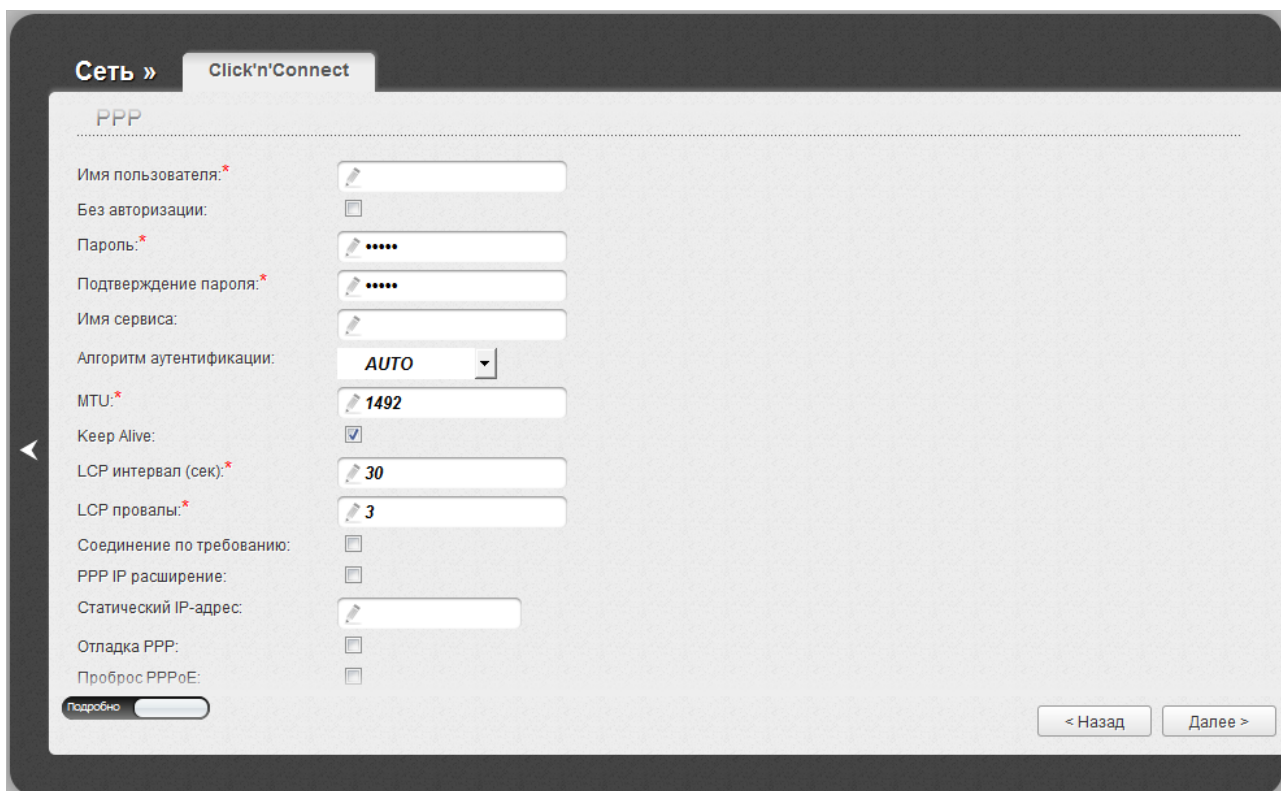 Сеть »
Click'n'Connect
PPP
Имя пользователя:*
Без авторизации:
Пароль:* •••••
Подтверждение пароля:* •••••
Имя сервиса:
Алгоритм аутентификации: AUTO
MTU:* 1492
Keep Alive:
LCP интервал (сек):* 30
LCP провалы:* 3
Соединение по требованию:
PPP IP расширение:
Статический IP-адрес:
Отладка PPP:
Проброс PPPoE:
Подробно
< Назад Далее >